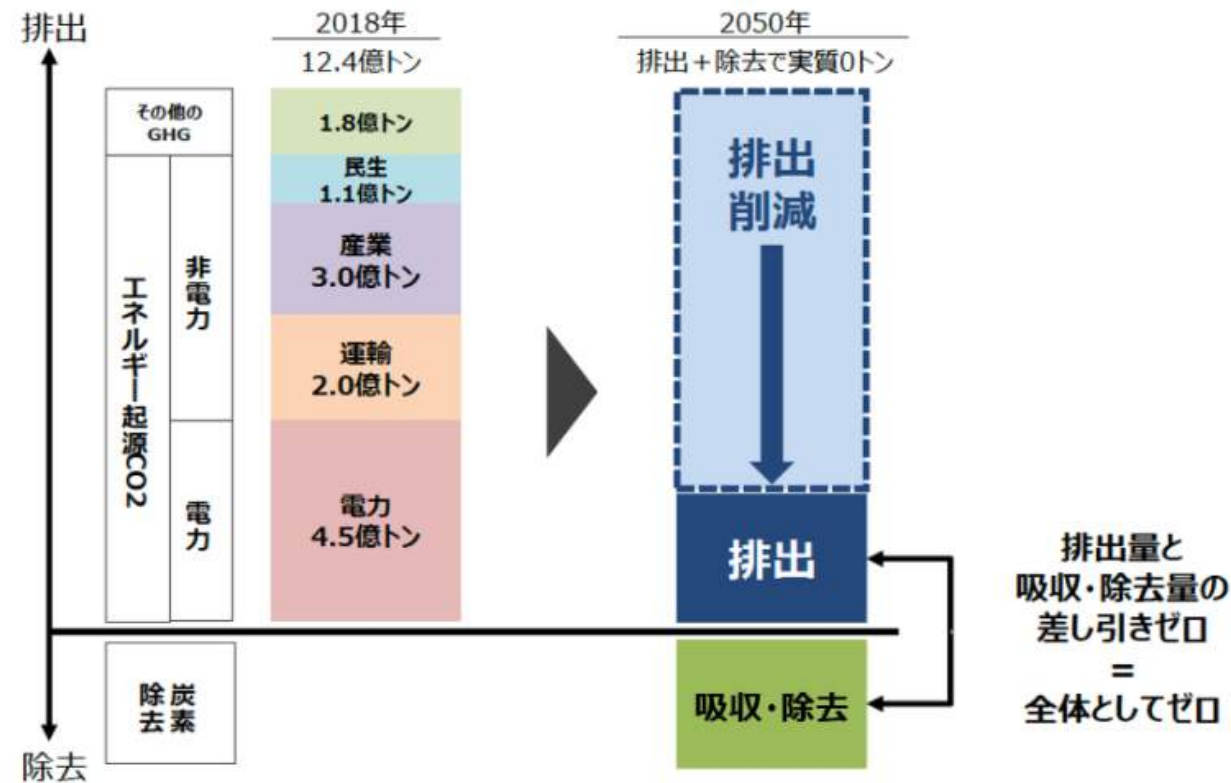 排出
2018年
12.4億トン
2050年
排出+除去で実質0トン
その他の
GHG
エネルギー起源CO2
非電力
電力
1.8億トン
民生
1.1億トン
産業
3.0億トン
運輸
2.0億トン
電力
4.5億トン
排出
削減
排出
排出量と
吸収・除去量の
差し引きゼロ
=
全体としてゼロ
炭素
除去
吸収・除去
除去